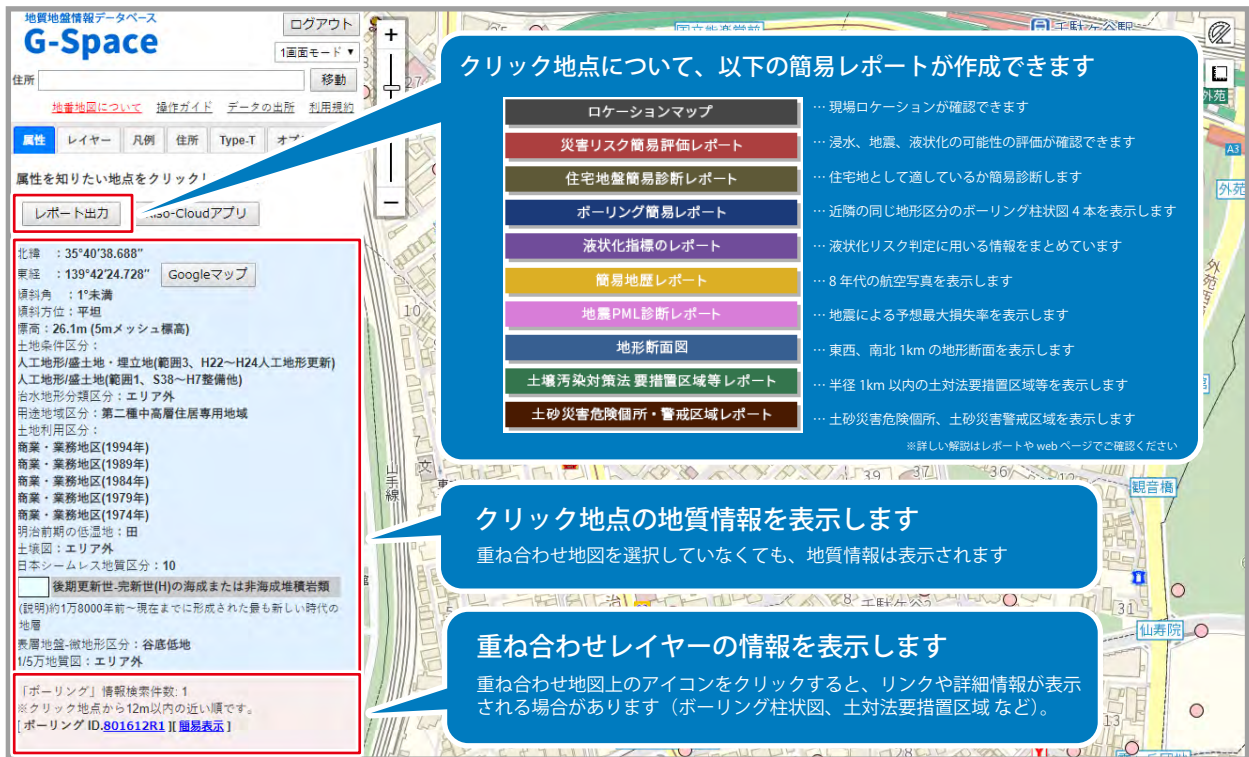 地質地盤情報データベース
G-Space
ログアウト
1画面モード▼
住所
移動
地番地図について 操作ガイド データの出所 利用規約
属性 レイヤー 凡例 住所 Type-T
属性を知りたい地点をクリック!
レポート出力
so-Cloudアプリ
北緯 :35°40'38.688"
東経 :139°42'24.728" Googleマップ
傾斜角 :1°未満
傾斜方位:平坦
標高:26.1m (5mメッシュ標高)
土地条件区分:
人工地形/盛土地・埋立地(範囲3、H22～H24人工地形更新)
人工地形/盛土地(範囲1、S38～H7整備他)
治水地形分類区分:エリア外
用途地域区分:第二種中高層住居専用地域
土地利用区分:
商業・業務地区(1994年)
商業・業務地区(1989年)
商業・業務地区(1984年)
商業・業務地区(1979年)
商業・業務地区(1974年)
明治前期の低湿地:田
土壌図:エリア外
日本シームレス地質区分:10
後期更新世-完新世(H)の海成または非海成堆積岩類
(説明)約1万8000年前～現在までに形成された最も新しい時代の
地層
表層地盤-微地形区分:谷底低地
1/5万地質図:エリア外
「ボーリング」情報検索件数: 1
※クリック地点から12m以内の近い順です。
[ ボーリング ID.801612R1 ][ 簡易表示 ]
クリック地点について、以下の簡易レポートが作成できます
ロケーションマップ … 現場ロケーションが確認できます
災害リスク簡易評価レポート … 浸水、地震、液状化の可能性の評価が確認できます
住宅地盤簡易診断レポート … 住宅地として適しているか簡易診断します
ボーリング簡易レポート … 近隣の同じ地形区分のボーリング柱状図 4 本を表示します
液状化指標のレポート … 液状化リスク判定に用いる情報をまとめています
簡易地歴レポート … 8 年代の航空写真を表示します
地震PML診断レポート … 地震による予想最大損失率を表示します
地形断面図 … 東西、南北 1km の地形断面を表示します
土壌汚染対策法 要措置区域等レポート … 半径 1km 以内の土対法要措置区域等を表示します
土砂災害危険個所・警戒区域レポート … 土砂災害危険個所、土砂災害警戒区域を表示します
※詳しい解説はレポートや web ページでご確認ください
クリック地点の地質情報を表示します
重ね合わせ地図を選択していなくても、地質情報は表示されます
重ね合わせレイヤーの情報を表示します
重ね合わせ地図上のアイコンをクリックすると、リンクや詳細情報が表示
される場合があります（ボーリング柱状図、土対法要措置区域 など）。
千駄ケ谷駅
外苑
A3
外苑
外苑西
山手線
文
10
27
7
39
37
36
観音橋
31
仙寿院
13
28